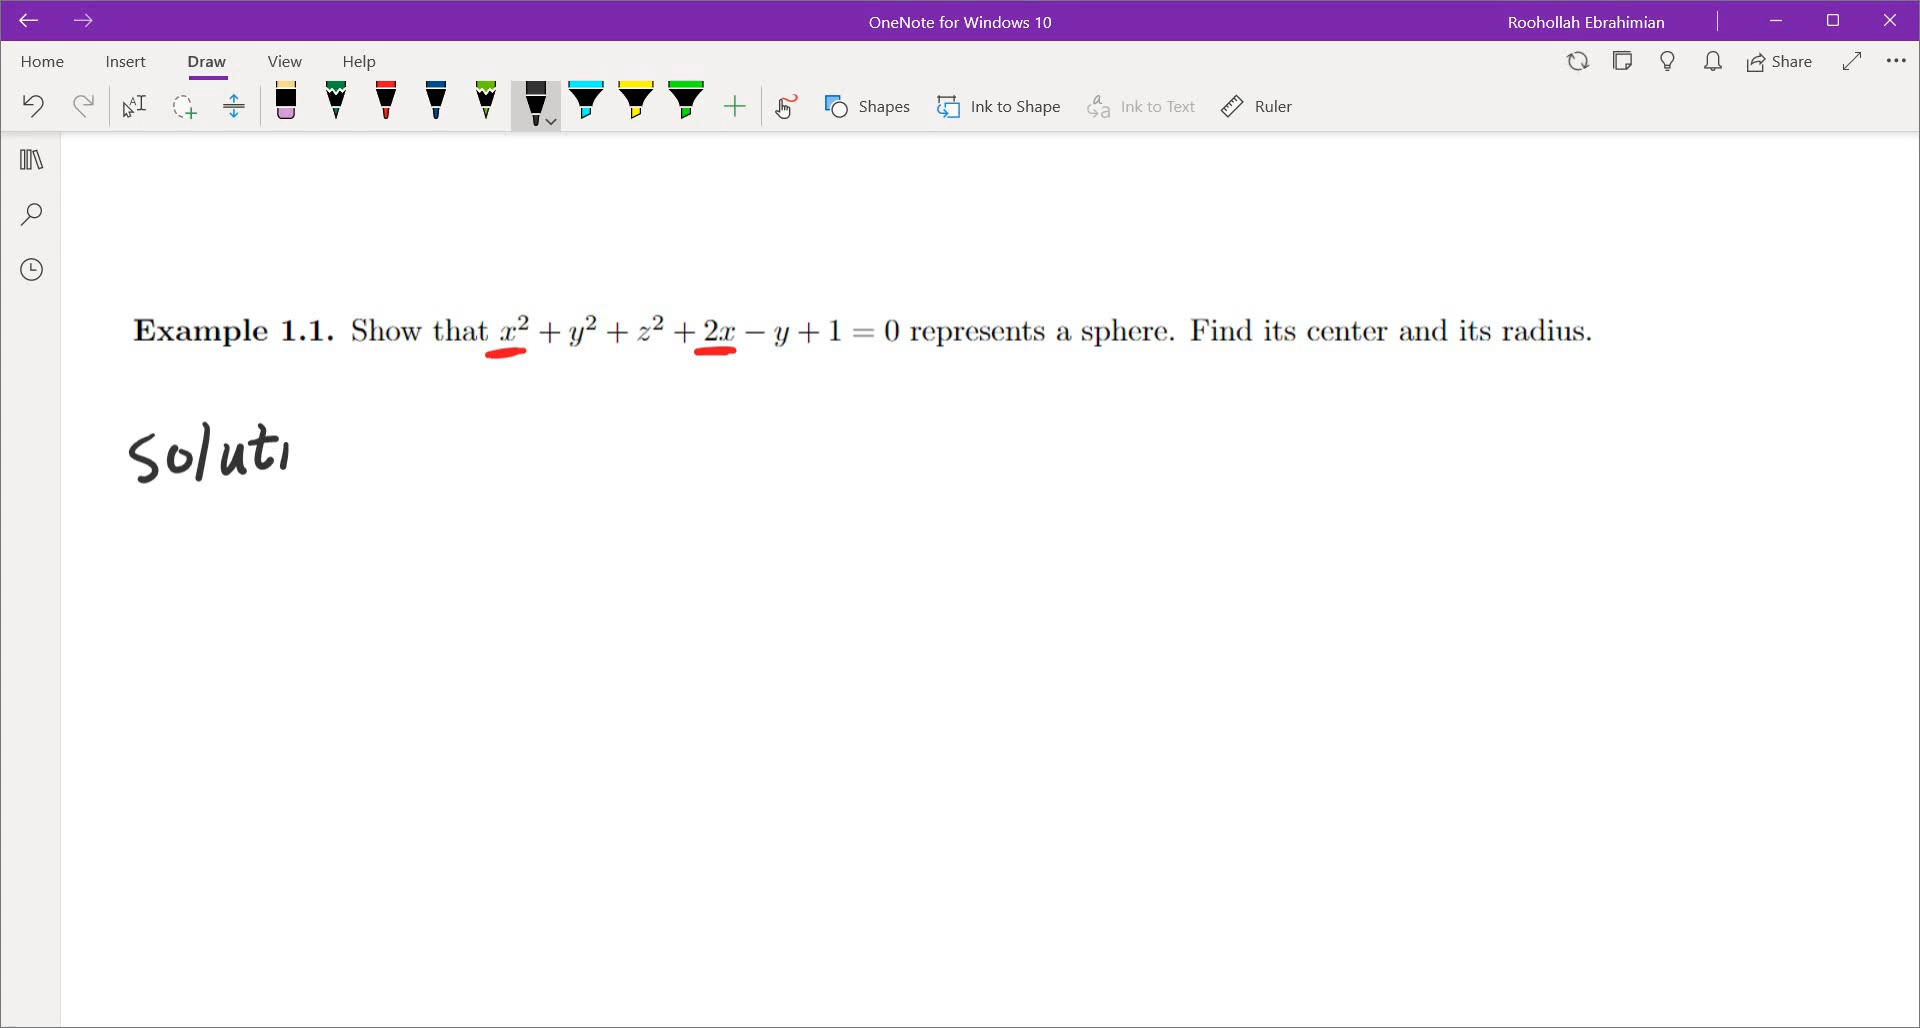 OneNote for Windows 10
Roohollah Ebrahimian
Home Insert Draw View Help
Share
Shapes Ink to Shape Ink to Text Ruler
Example 1.1. Show that x² + y² + z² + 2x − y + 1 = 0 represents a sphere. Find its center and its radius.
Soluti